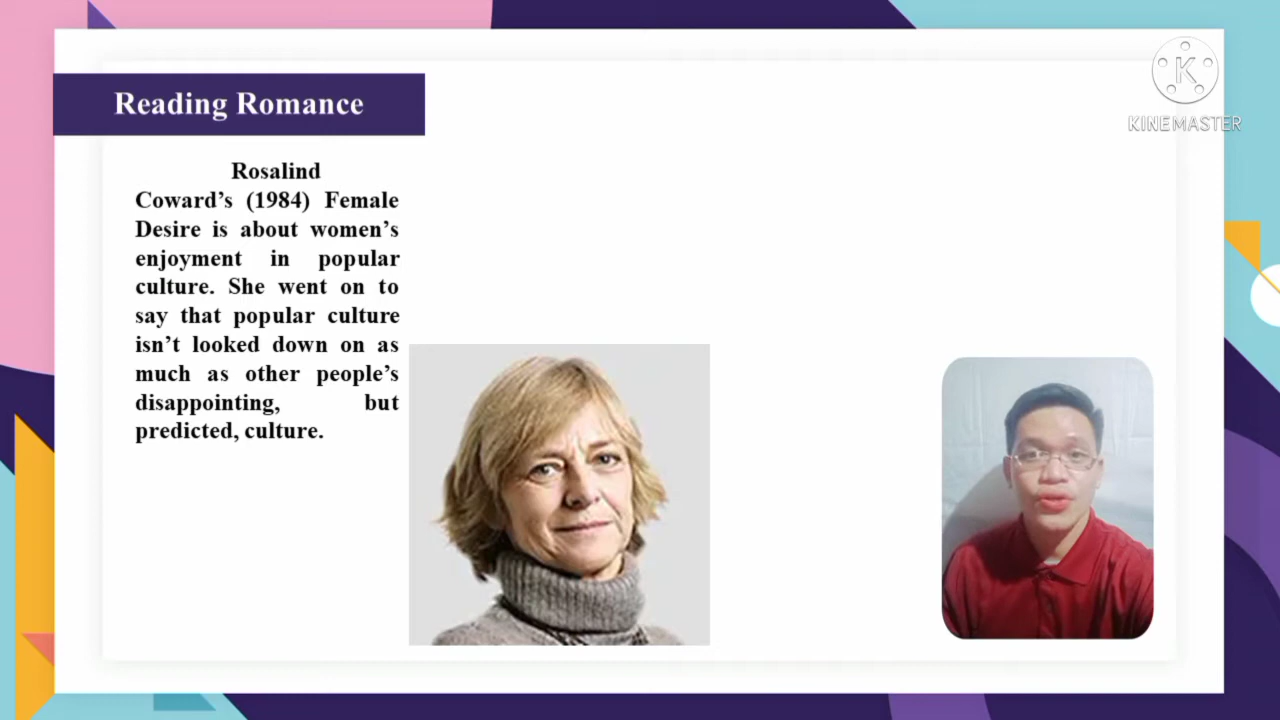 Reading Romance
K
KINEMASTER
Rosalind
Coward's (1984) Female
Desire is about women's
enjoyment in popular
culture. She went on to
say that popular culture
isn't looked down on as
much as other people's
disappointing, but
predicted, culture.